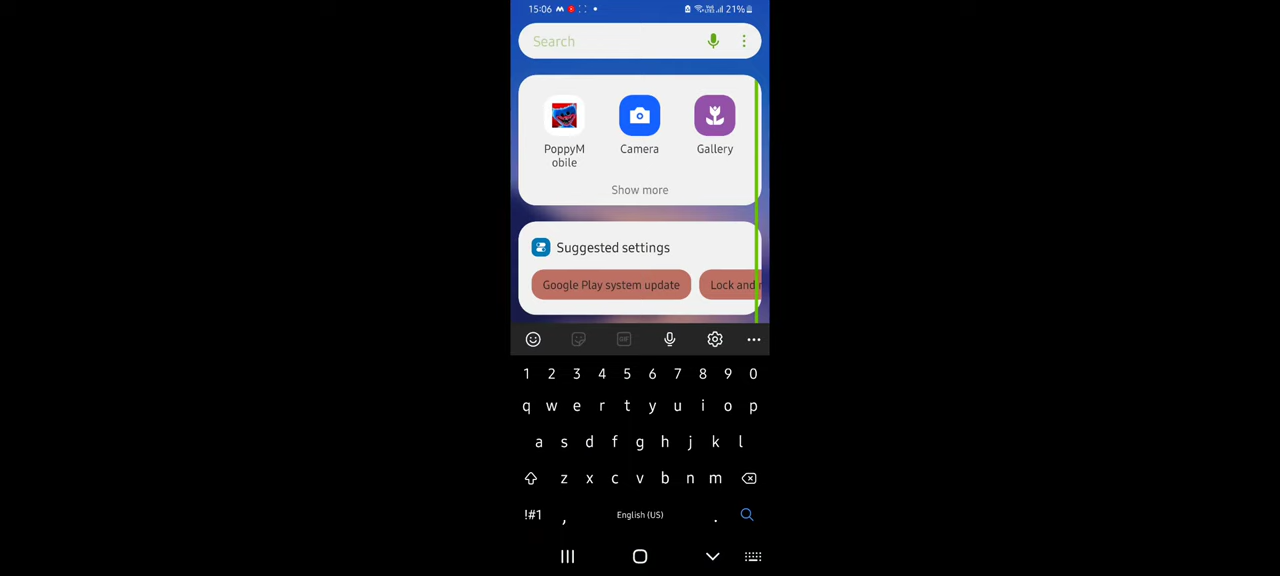 15:06 21%
Search
PoppyM
obile
Camera
Gallery
Show more
Suggested settings
Google Play system update
Lock and
GIF
1 2 3 4 5 6 7 8 9 0
q w e r t y u i o p
a s d f g h j k l
z x c v b n m
!#1 , English (US) .